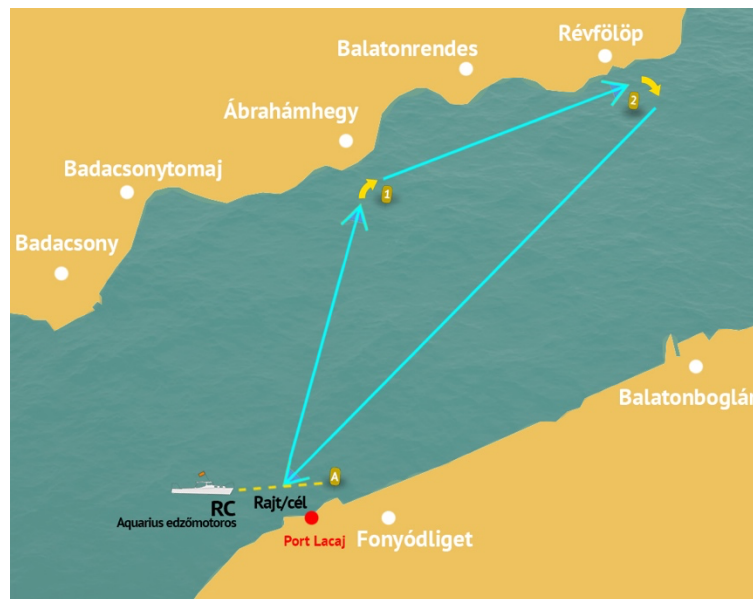 Révfölöp
Balatonrendes
2
Ábrahámhegy
1
Badacsonytomaj
Badacsony
Balatonboglár
A
RC
Rajt/cél
Aquarius edzőmotoros
Port Lacaj
Fonyódliget